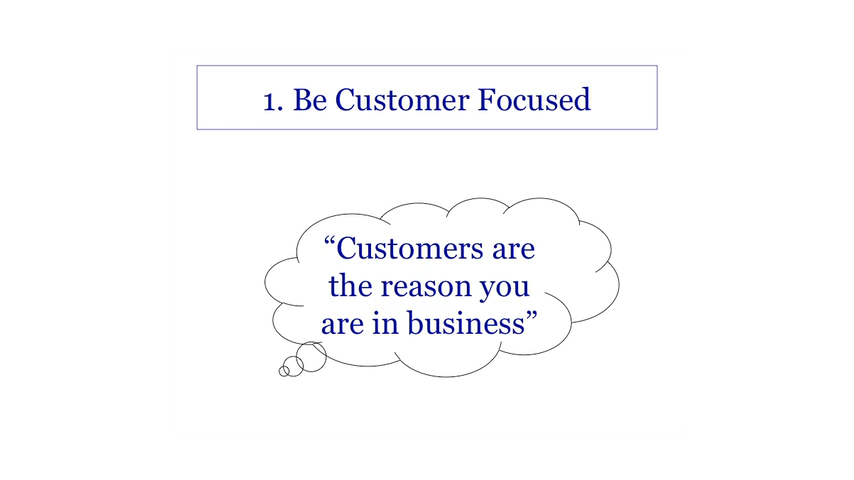 1. Be Customer Focused
“Customers are
the reason you
are in business”